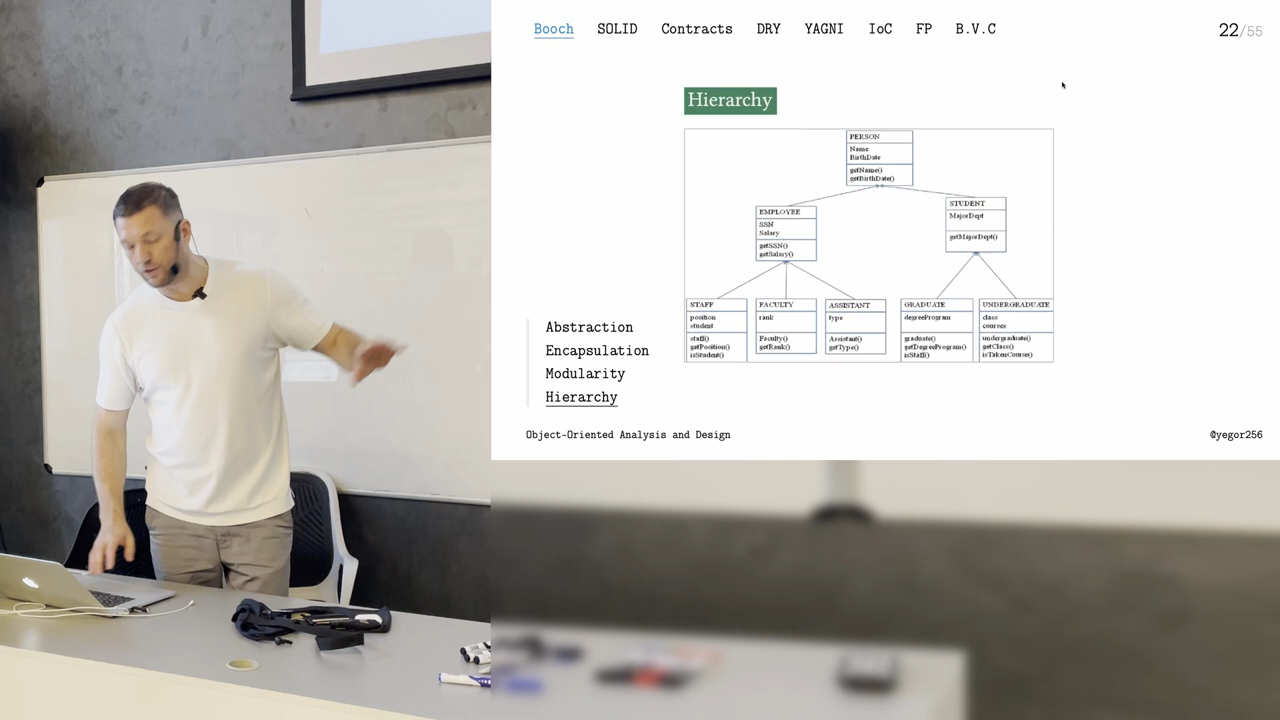 Booch SOLID Contracts DRY YAGNI IoC FP B.V.C
22/55
Hierarchy
PERSON
Name
BirthDate
getName()
getBirthDate()
EMPLOYEE
SSN
Salary
getSSN()
getSalary()
STUDENT
MajorDept
getMajorDept()
STAFF
position
student
staff()
getPosition()
isStudent()
FACULTY
rank
Faculty()
getRank()
ASSISTANT
type
Assistant()
getType()
GRADUATE
degreeProgram
graduate()
getDegreeProgram()
isStaff()
UNDERGRADUATE
class
courses
undergraduate()
getClass()
isTakenCourse()
Abstraction
Encapsulation
Modularity
Hierarchy
Object-Oriented Analysis and Design
@yegor256